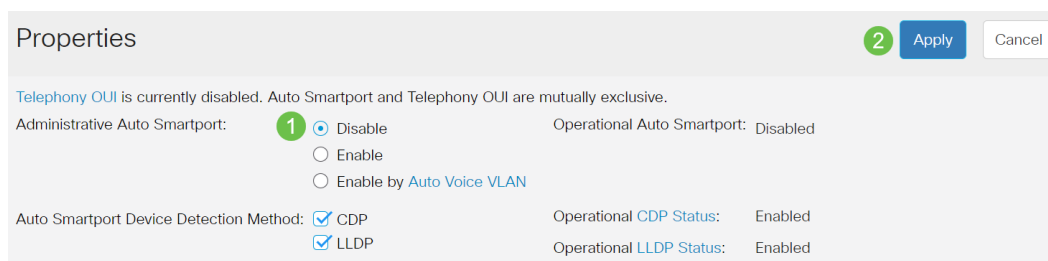 Properties
2 Apply Cancel
Telephony OUI is currently disabled. Auto Smartport and Telephony OUI are mutually exclusive.
Administrative Auto Smartport: 1 Disable Operational Auto Smartport: Disabled
Enable
Enable by Auto Voice VLAN
Auto Smartport Device Detection Method: CDP Operational CDP Status: Enabled
LLDP Operational LLDP Status: Enabled